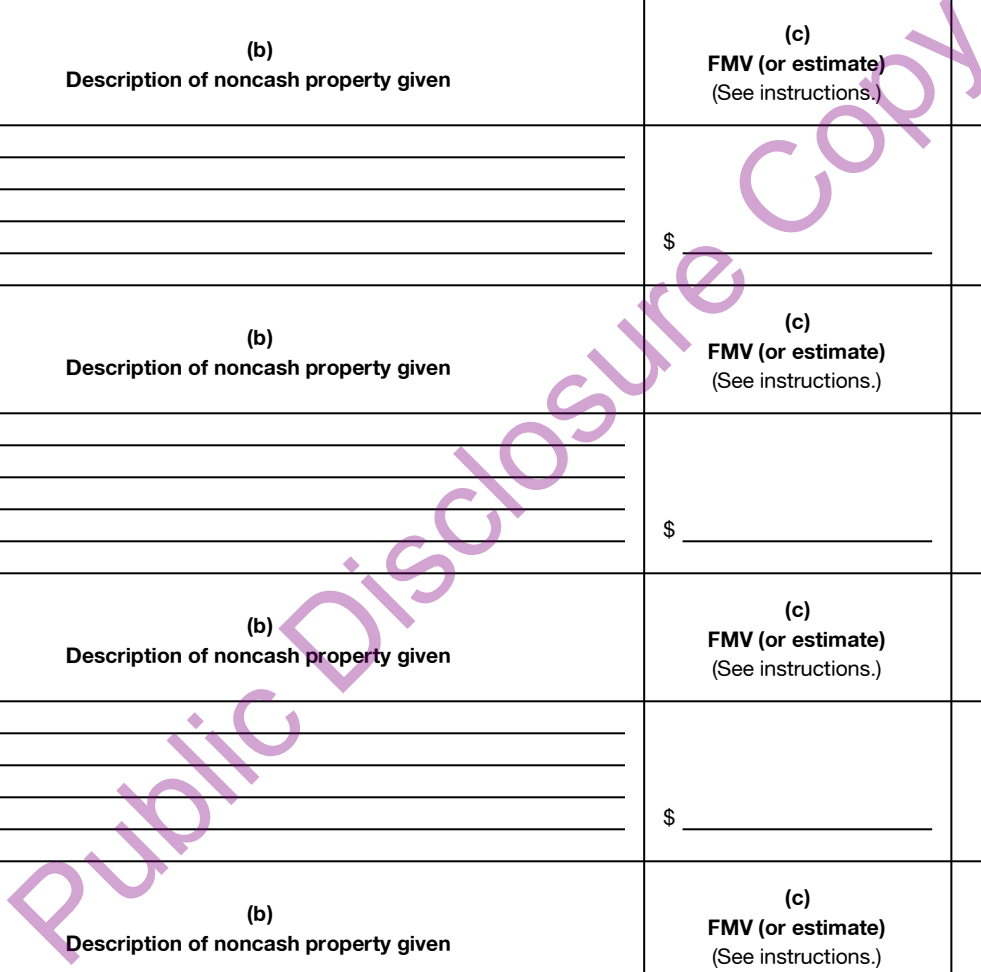 (b)
Description of noncash property given
(c)
FMV (or estimate)
(See instructions.)
$
(b)
Description of noncash property given
(c)
FMV (or estimate)
(See instructions.)
$
(b)
Description of noncash property given
(c)
FMV (or estimate)
(See instructions.)
$
(b)
Description of noncash property given
(c)
FMV (or estimate)
(See instructions.)
Public Disclosure Copy